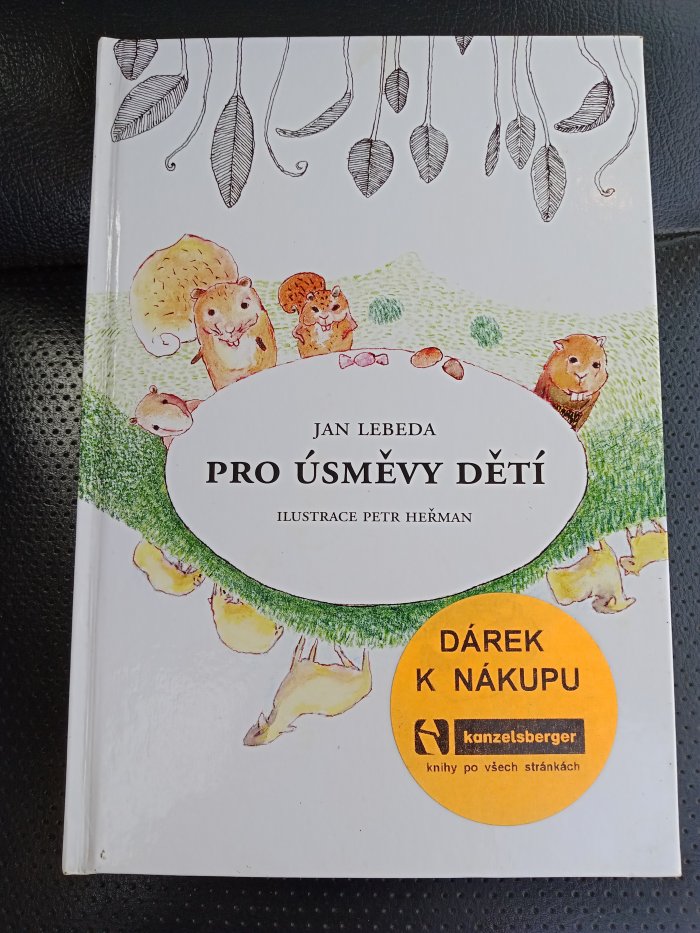 JAN LEBEDA
PRO ÚSMĚVY DĚTÍ
ILUSTRACE PETR HEŘMAN
DÁREK
K NÁKUPU
kanzelsberger
knihy po všech stránkách